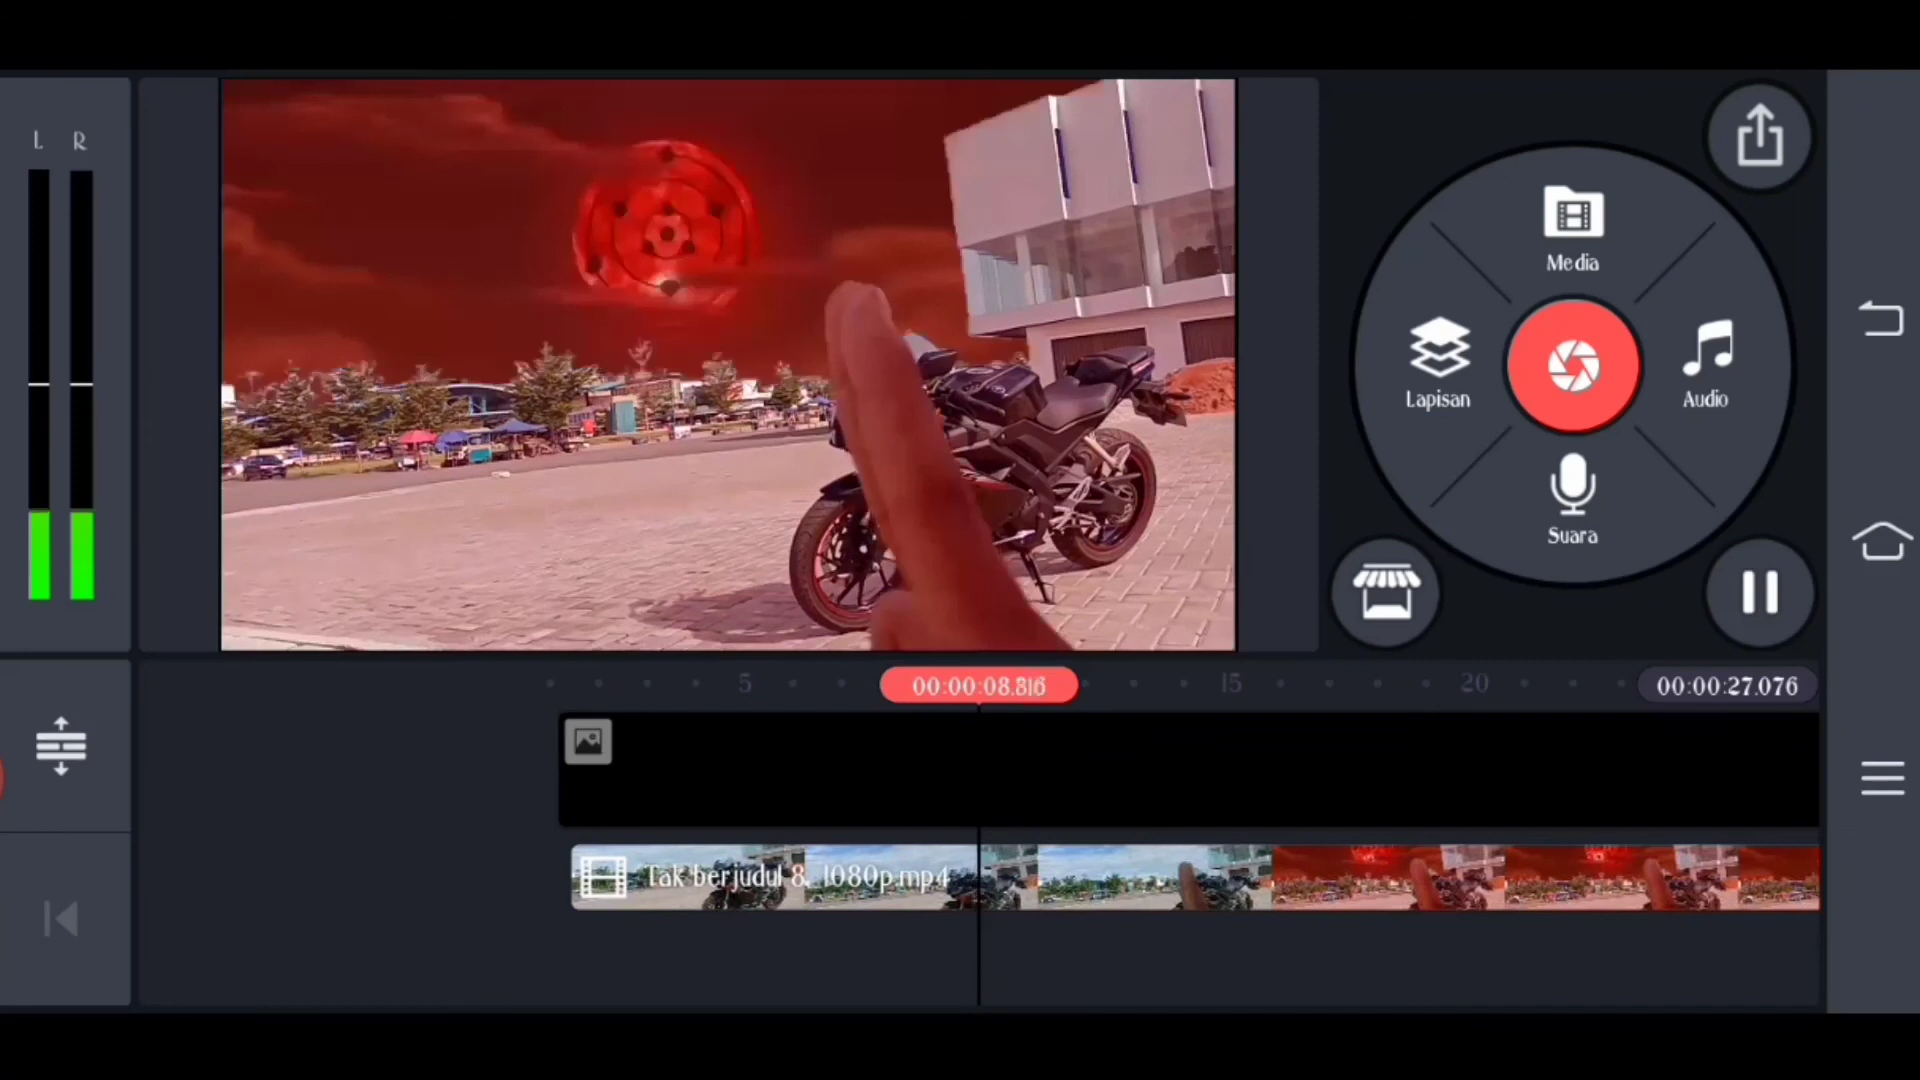 L R
Media
Lapisan
Audio
Suara
5
00:00:08.816
15
20
00:00:27.076
Tak berjudul 8_1080p.mp4